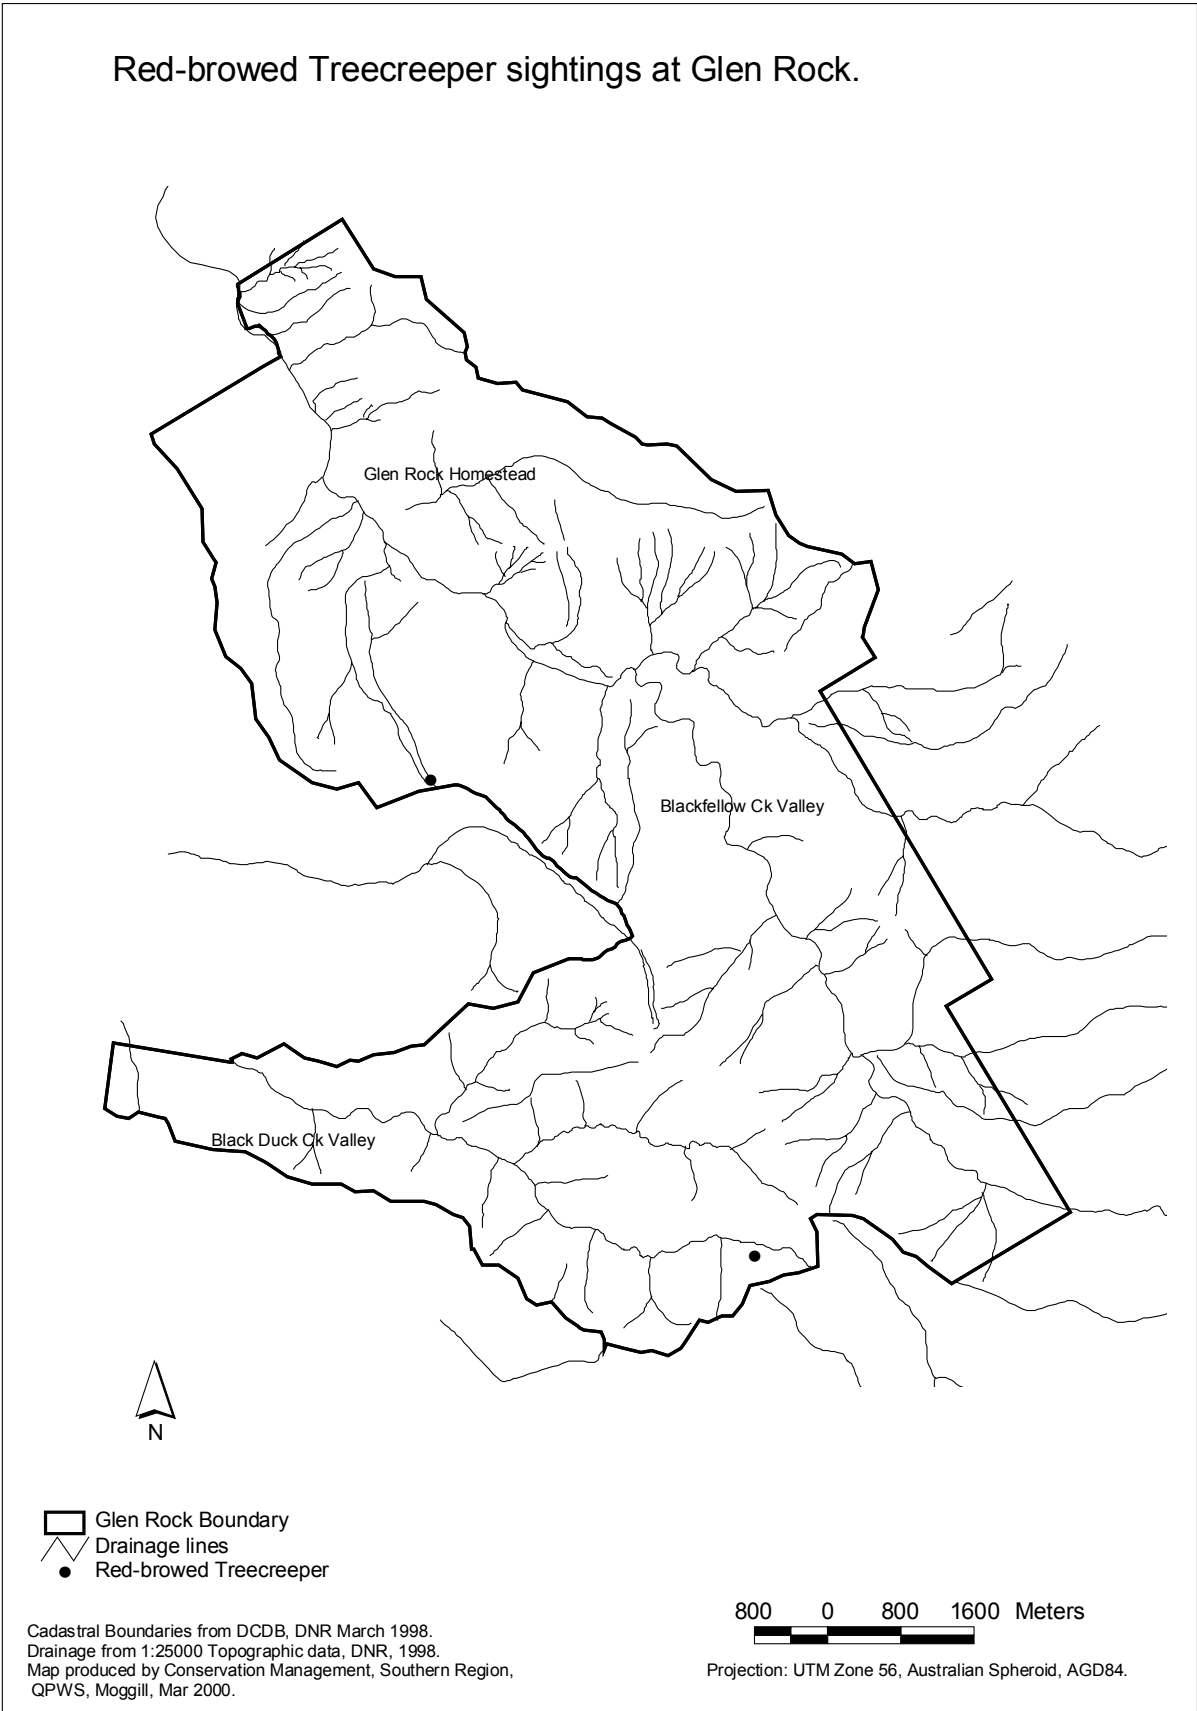 Red-browed Treecreeper sightings at Glen Rock.
Glen Rock Homestead
Blackfellow Ck Valley
Black Duck Ck Valley
N
Glen Rock Boundary
Drainage lines
Red-browed Treecreeper
800 0 800 1600 Meters
Cadastral Boundaries from DCDB, DNR March 1998.
Drainage from 1:25000 Topographic data, DNR, 1998.
Map produced by Conservation Management, Southern Region,
QPWS, Moggill, Mar 2000.
Projection: UTM Zone 56, Australian Spheroid, AGD84.